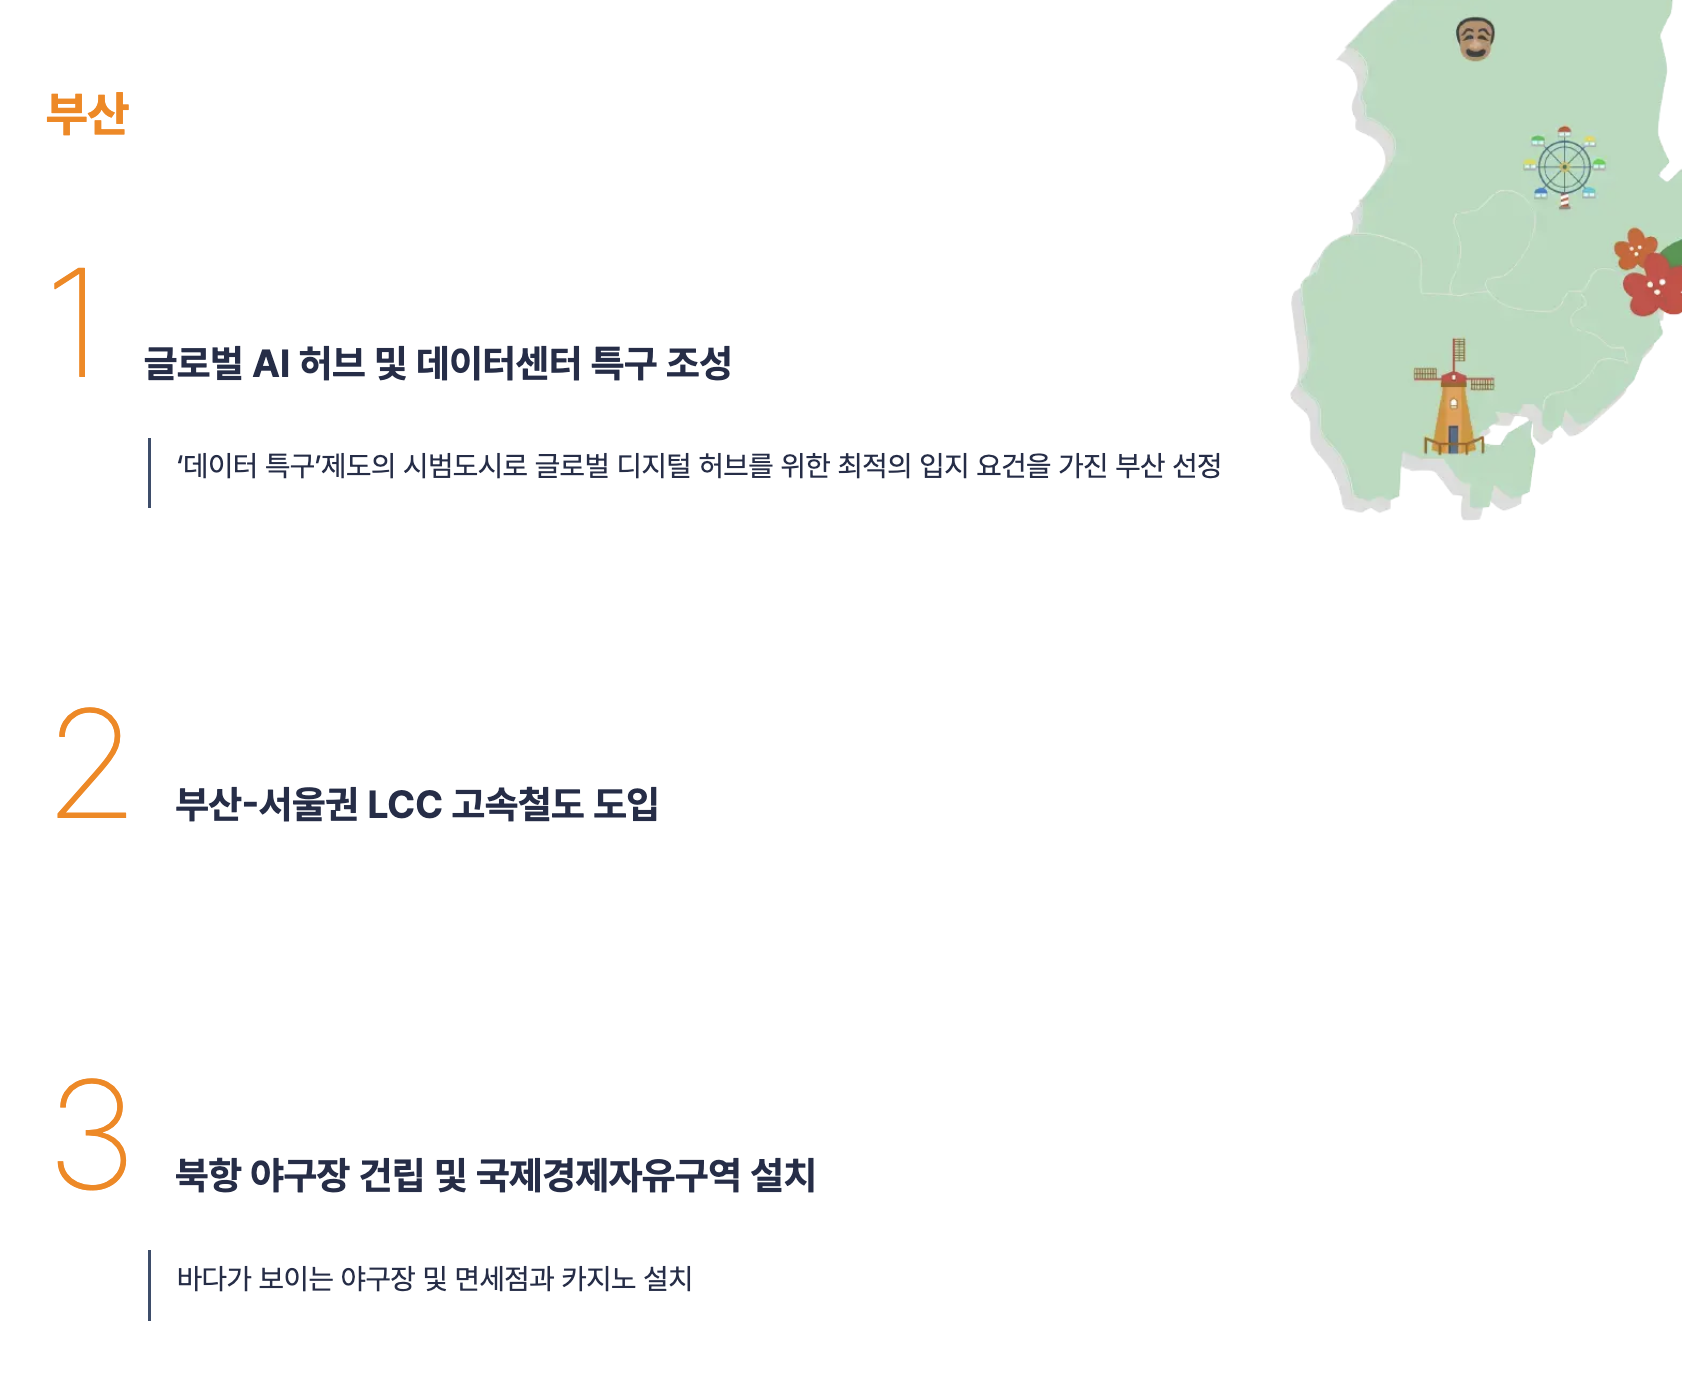 부산
1
글로벌 AI 허브 및 데이터센터 특구 조성
‘데이터 특구’제도의 시범도시로 글로벌 디지털 허브를 위한 최적의 입지 요건을 가진 부산 선정
2
부산-서울권 LCC 고속철도 도입
3
북항 야구장 건립 및 국제경제자유구역 설치
바다가 보이는 야구장 및 면세점과 카지노 설치